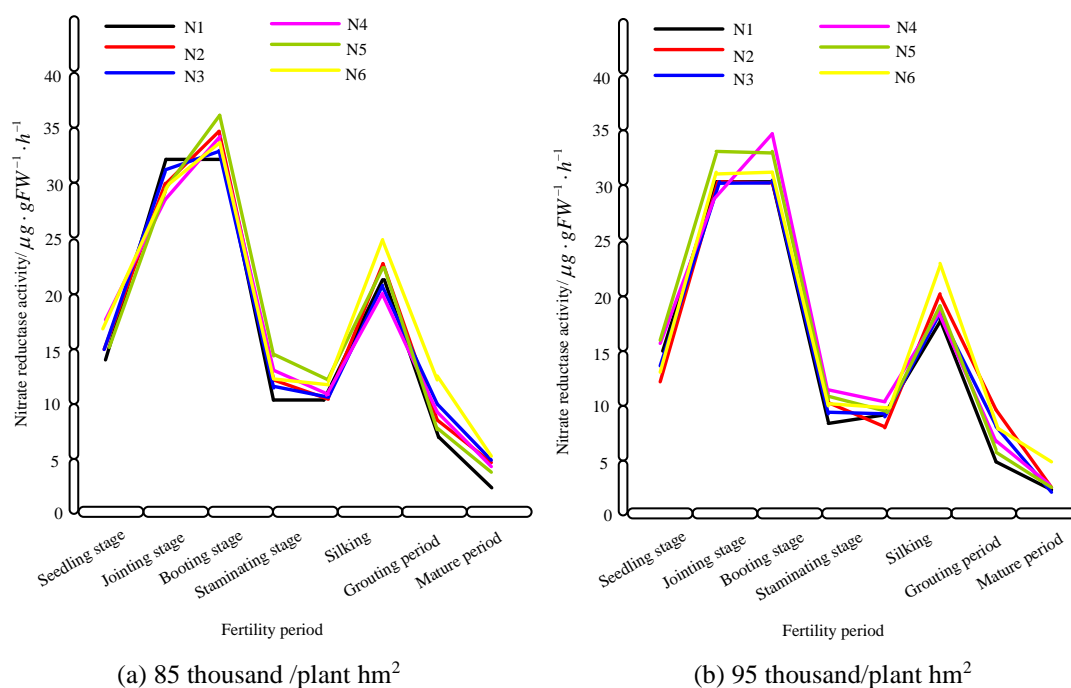 N1
N2
N3
N4
N5
N6
Nitrate reductase activity/ μg · gFW⁻¹ · h⁻¹
40
35
30
25
20
15
10
5
0
Seedling stage
Jointing stage
Booting stage
Staminating stage
Silking
Grouting period
Mature period
Fertility period
(a) 85 thousand /plant hm²
N1
N2
N3
N4
N5
N6
Nitrate reductase activity/ μg · gFW⁻¹ · h⁻¹
40
35
30
25
20
15
10
5
0
Seedling stage
Jointing stage
Booting stage
Staminating stage
Silking
Grouting period
Mature period
Fertility period
(b) 95 thousand/plant hm²